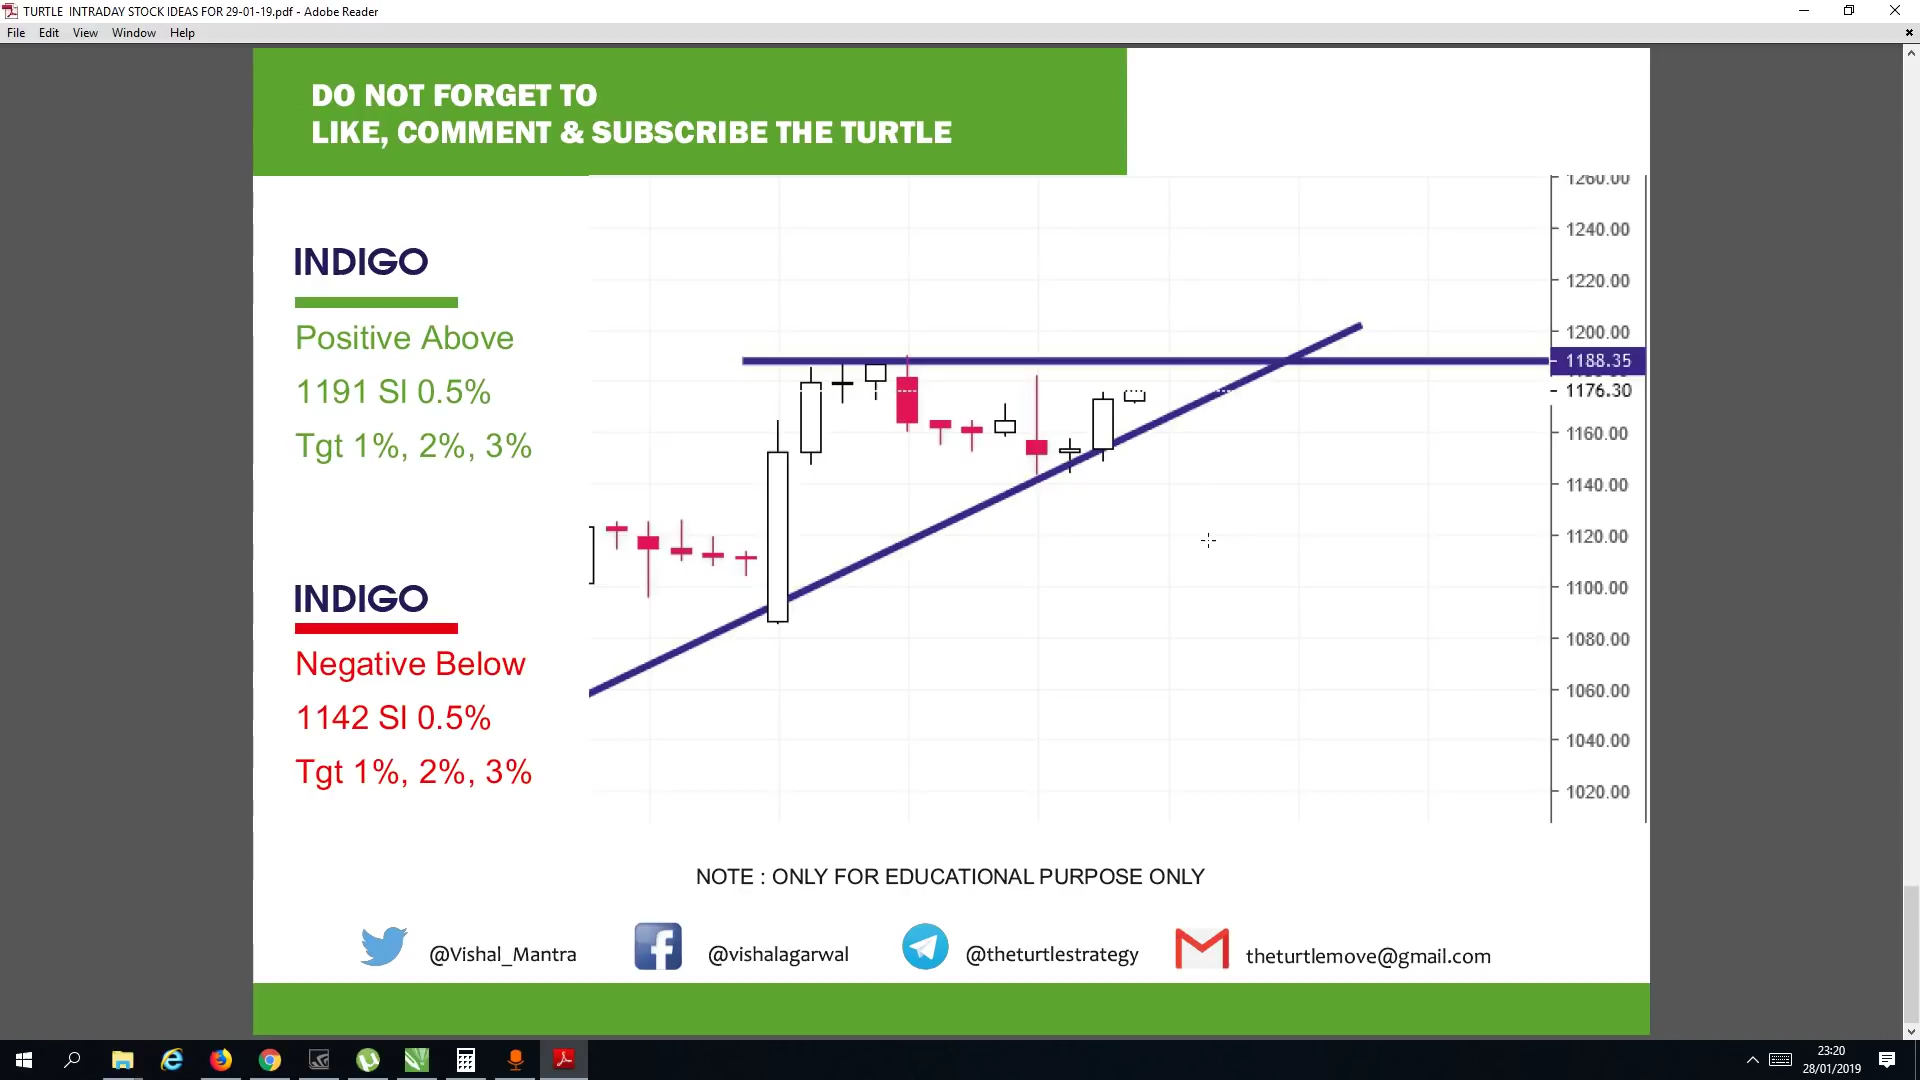 TURTLE  INTRADAY STOCK IDEAS FOR 29-01-19.pdf - Adobe Reader
File Edit View Window Help
DO NOT FORGET TO
LIKE, COMMENT & SUBSCRIBE THE TURTLE
INDIGO
Positive Above
1191 Sl 0.5%
Tgt 1%, 2%, 3%
INDIGO
Negative Below
1142 Sl 0.5%
Tgt 1%, 2%, 3%
1260.00
1240.00
1220.00
1200.00
1188.35
1176.30
1160.00
1140.00
1120.00
1100.00
1080.00
1060.00
1040.00
1020.00
NOTE : ONLY FOR EDUCATIONAL PURPOSE ONLY
@Vishal_Mantra @vishalagarwal @theturtlestrategy theturtlemove@gmail.com
23:20
28/01/2019